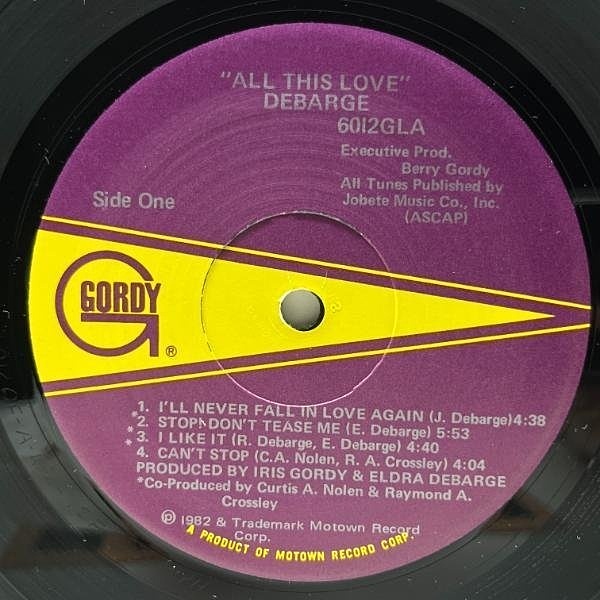 "ALL THIS LOVE"
DEBARGE
6012GLA
Executive Prod.
Berry Gordy
All Tunes Published by
Jobete Music Co., Inc.
(ASCAP)
Side One
GORDY
®
*1. I'LL NEVER FALL IN LOVE AGAIN (J. Debarge)4:38
*2. STOP! DON'T TEASE ME (E. Debarge) 5:53
*3. I LIKE IT (R. Debarge, E. Debarge) 4:40
4. CAN'T STOP (C.A. Nolen, R. A. Crossley) 4:04
PRODUCED BY IRIS GORDY & ELDRA DEBARGE
*Co-Produced by Curtis A. Nolen & Raymond A.
Crossley
℗ 1982 & Trademark Motown Record
Corp.
A PRODUCT OF MOTOWN RECORD CORP.